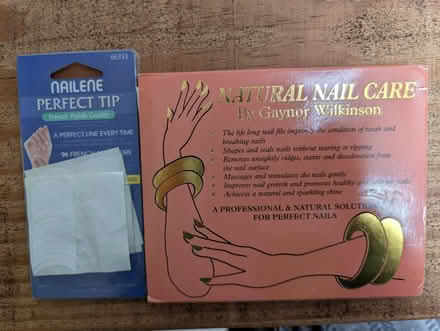 66353
NAILENE
PERFECT TIP
French Polish Guides
A PERFECT LINE EVERY TIME
96 FRENCH
NATURAL NAIL CARE
By Gaynor Wilkinson
• The life long nail file improves the condition of rough and
breaking nails
• Shapes and seals nails without tearing or ripping
• Removes unsightly ridges, stains and discolouration from
the nail surface
• Massages and stimulates the nails gently
• Improves nail growth and promotes healthy
• Achieves a natural and sparkling shine
A PROFESSIONAL & NATURAL SOLUTION
FOR PERFECT NAILS